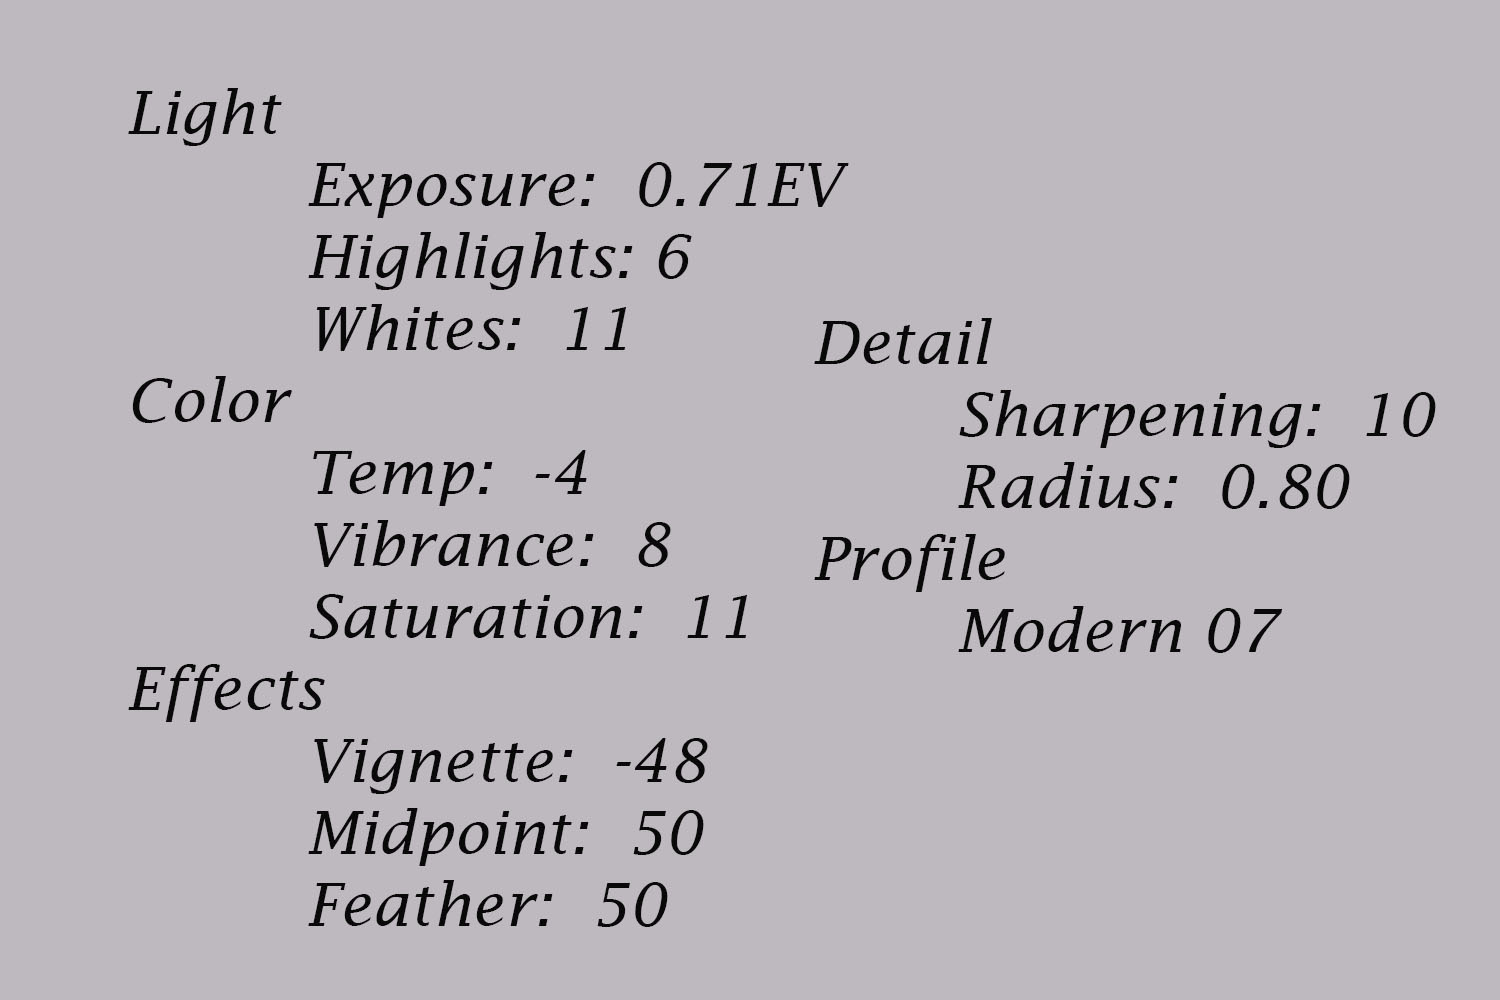 Light
Exposure: 0.71EV
Highlights: 6
Whites: 11
Color
Temp: -4
Vibrance: 8
Saturation: 11
Effects
Vignette: -48
Midpoint: 50
Feather: 50
Detail
Sharpening: 10
Radius: 0.80
Profile
Modern 07